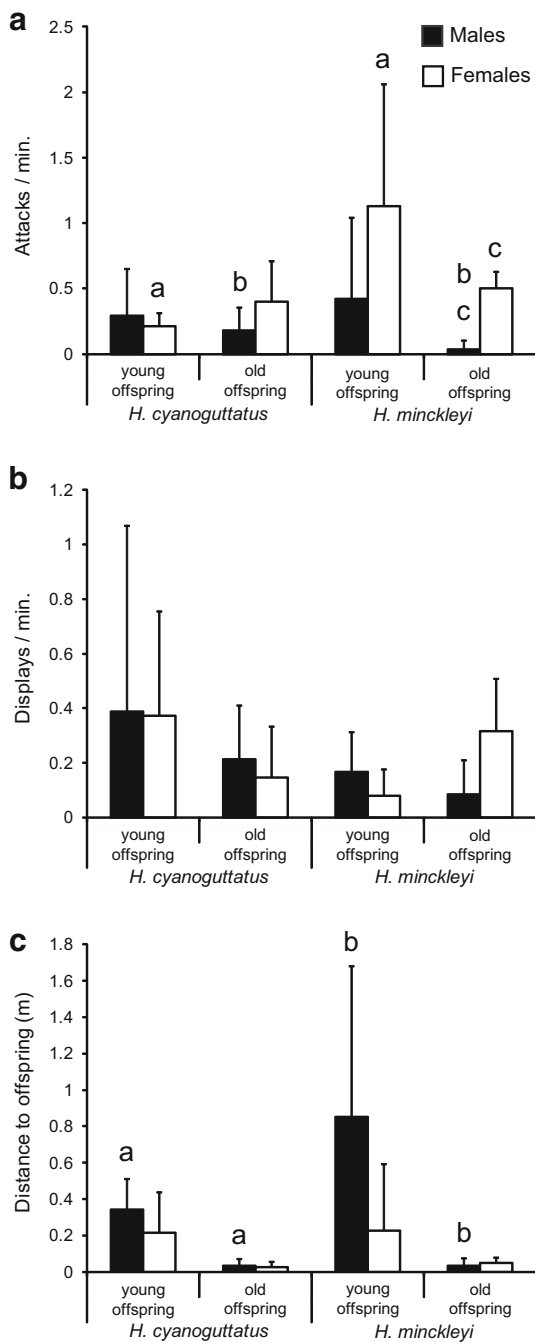 a
2.5
2
1.5
1
0.5
0
Attacks / min.
Males
Females
a
b
a
b
c
c
young offspring
old offspring
young offspring
old offspring
H. cyanoguttatus
H. minckleyi
b
1.2
1
0.8
0.6
0.4
0.2
0
Displays / min.
young offspring
old offspring
young offspring
old offspring
H. cyanoguttatus
H. minckleyi
c
1.8
1.6
1.4
1.2
1
0.8
0.6
0.4
0.2
0
Distance to offspring (m)
a
a
b
b
young offspring
old offspring
young offspring
old offspring
H. cyanoguttatus
H. minckleyi